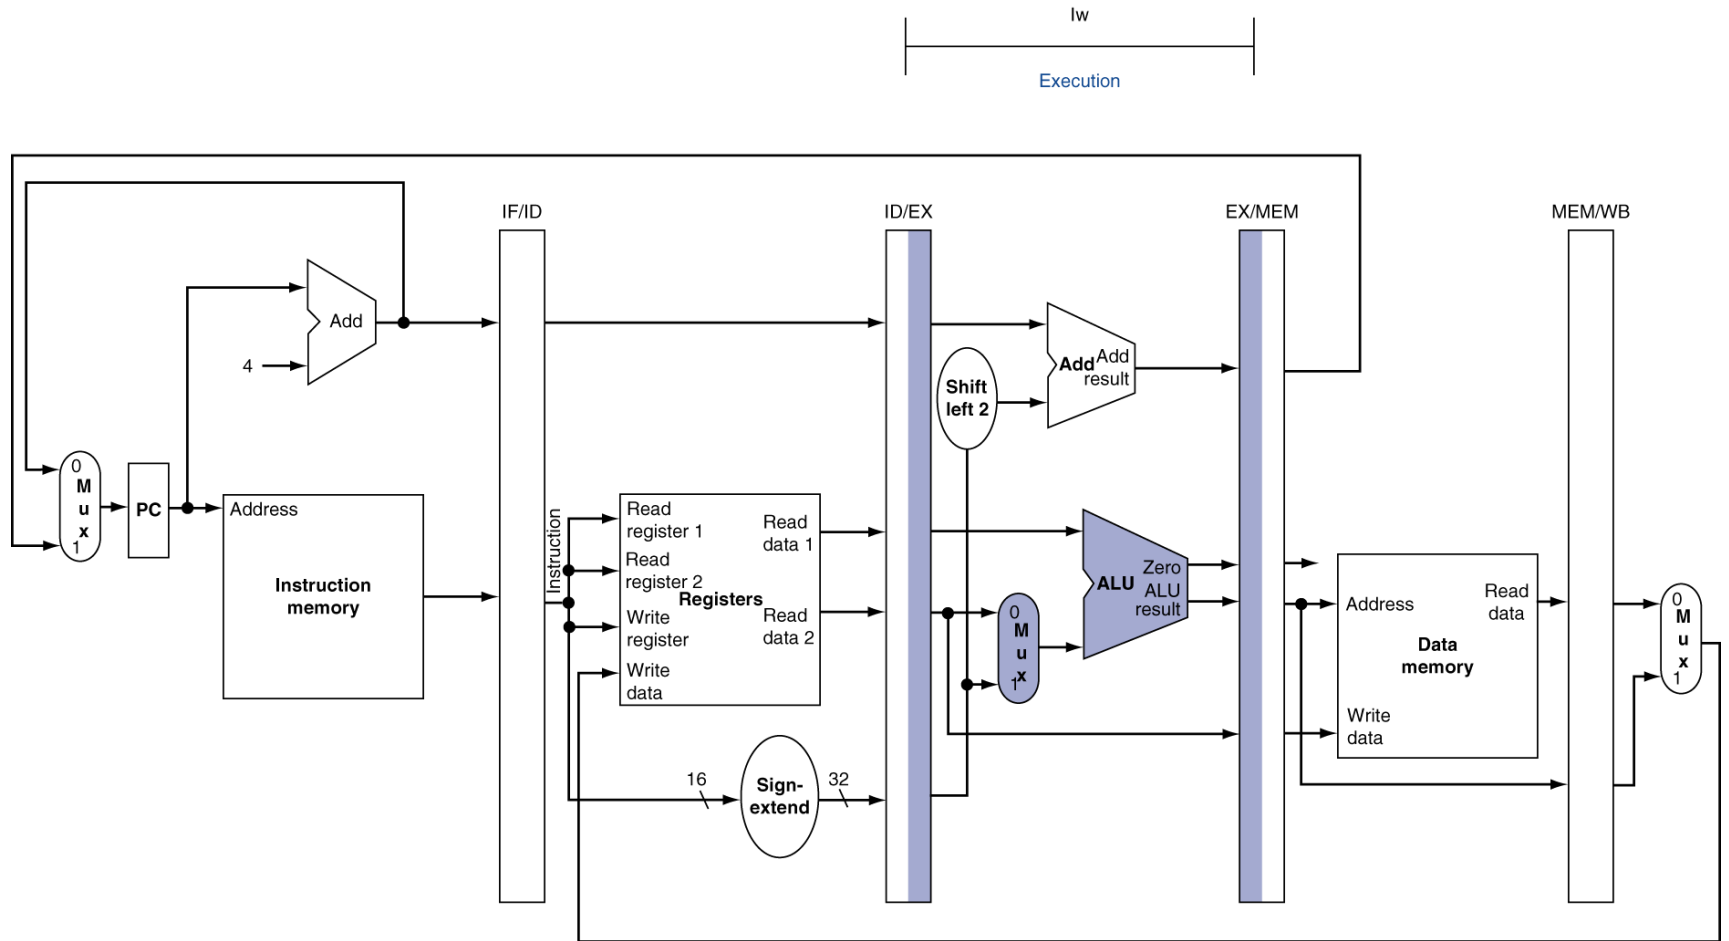 lw
Execution
IF/ID
ID/EX
EX/MEM
MEM/WB
Add
4
Add
Add
result
Shift
left 2
0
M
u
x
1
PC
Address
Instruction
memory
Instruction
Read
register 1
Read
register 2
Registers
Write
register
Write
data
Read
data 1
Read
data 2
0
M
u
x
1
ALU
Zero
ALU
result
Address
Read
data
Data
memory
Write
data
0
M
u
x
1
16
Sign-
extend
32